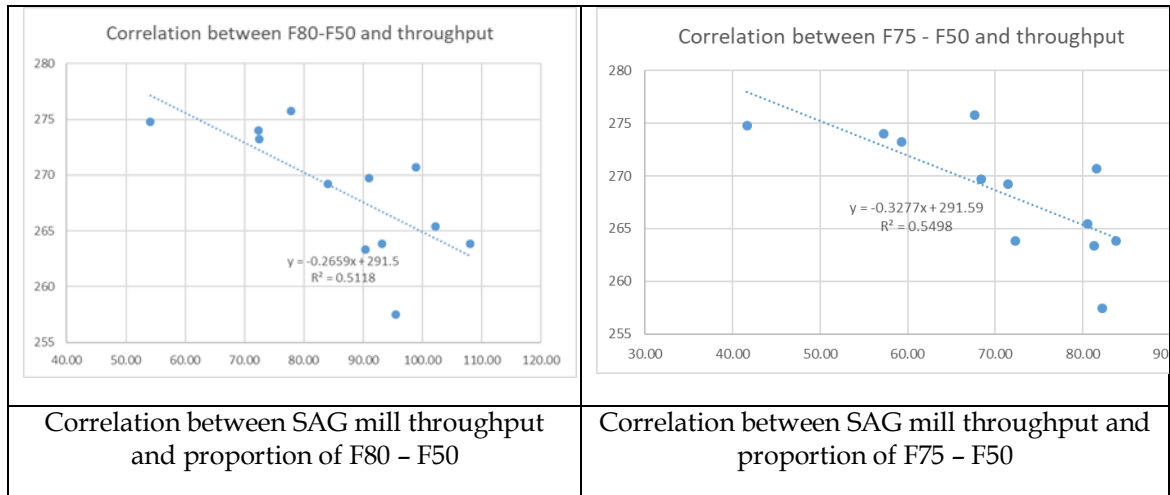 Correlation between F80-F50 and throughput
280
275
270
265
260
255
y = -0.2659x + 291.5
R² = 0.5118
40.00 50.00 60.00 70.00 80.00 90.00 100.00 110.00 120.00
Correlation between F75 - F50 and throughput
280
275
270
265
260
255
y = -0.3277x + 291.59
R² = 0.5498
30.00 40.00 50.00 60.00 70.00 80.00 90
Correlation between SAG mill throughput
and proportion of F80 – F50
Correlation between SAG mill throughput and
proportion of F75 – F50